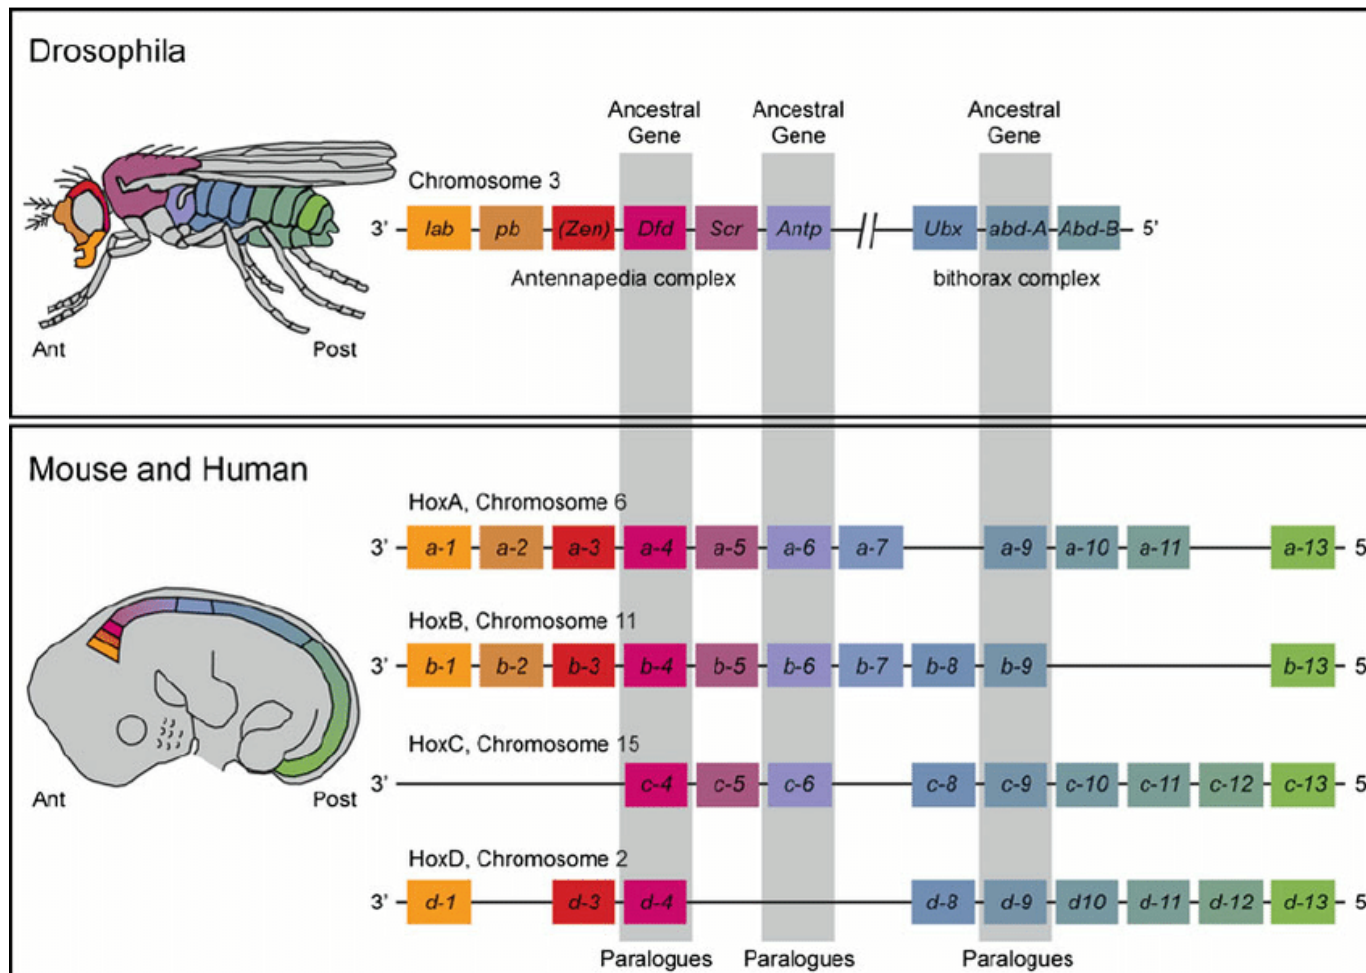 Drosophila
Ancestral Gene
Ancestral Gene
Ancestral Gene
Chromosome 3
3' lab pb (Zen) Dfd Scr Antp Ubx abd-A Abd-B 5'
Antennapedia complex
bithorax complex
Ant Post
Mouse and Human
HoxA, Chromosome 6
3' a-1 a-2 a-3 a-4 a-5 a-6 a-7 a-9 a-10 a-11 a-13 5'
HoxB, Chromosome 11
3' b-1 b-2 b-3 b-4 b-5 b-6 b-7 b-8 b-9 b-13 5'
HoxC, Chromosome 15
3' c-4 c-5 c-6 c-8 c-9 c-10 c-11 c-12 c-13 5'
Ant Post
HoxD, Chromosome 2
3' d-1 d-3 d-4 d-8 d-9 d10 d-11 d-12 d-13 5'
Paralogues Paralogues Paralogues